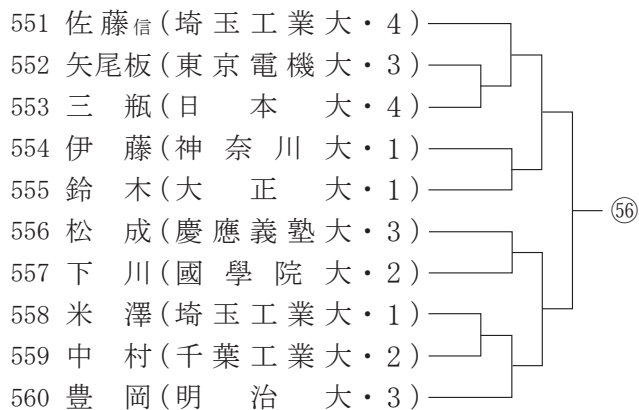 551 佐藤信(埼玉工業大・4)
552 矢尾板(東京電機大・3)
553 三瓶(日本大・4)
554 伊藤(神奈川大・1)
555 鈴木(大正大・1)
556 松成(慶應義塾大・3)
557 下川(國學院大・2)
558 米澤(埼玉工業大・1)
559 中村(千葉工業大・2)
560 豊岡(明治大・3)
㊶